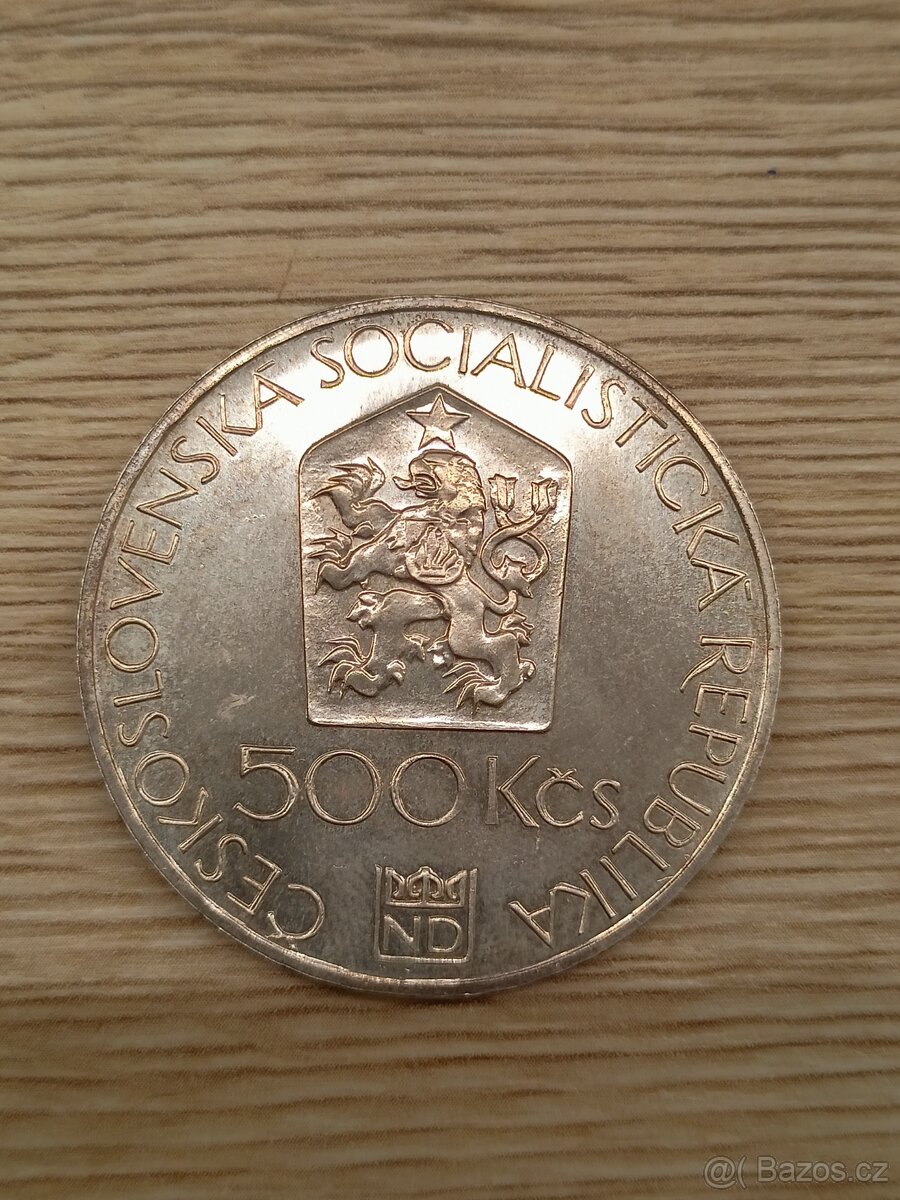 ČESKOSLOVENSKÁ SOCIALISTICKÁ REPUBLIKA
500 Kčs
ND
@( Bazos.cz